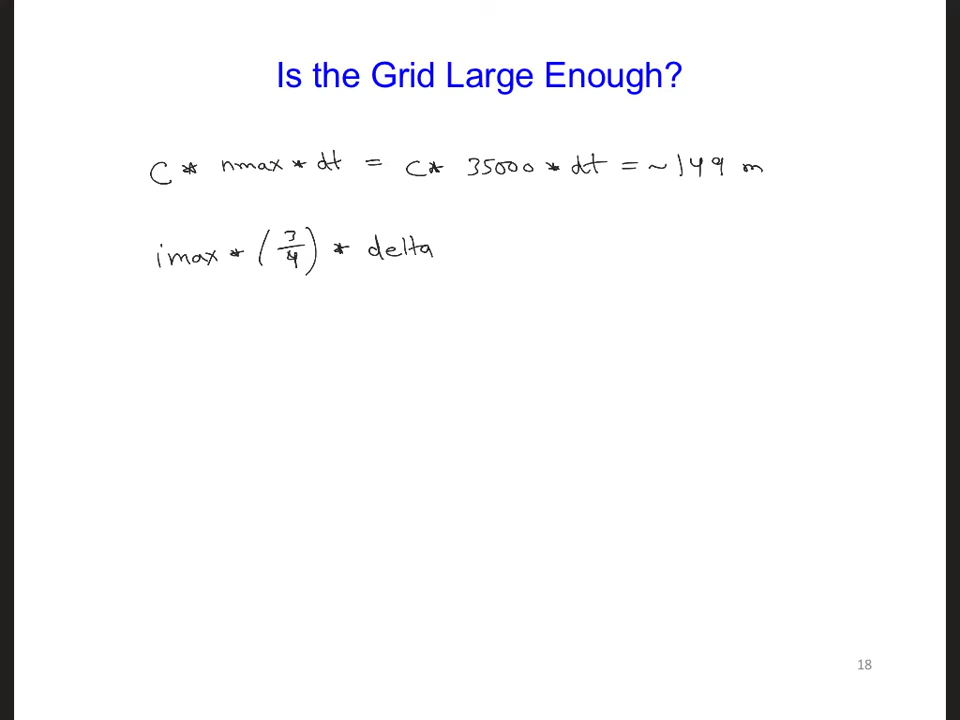 Is the Grid Large Enough?
C * nmax * dt = C * 35000 * dt = ~149 m
imax * (3/4) * delta
18